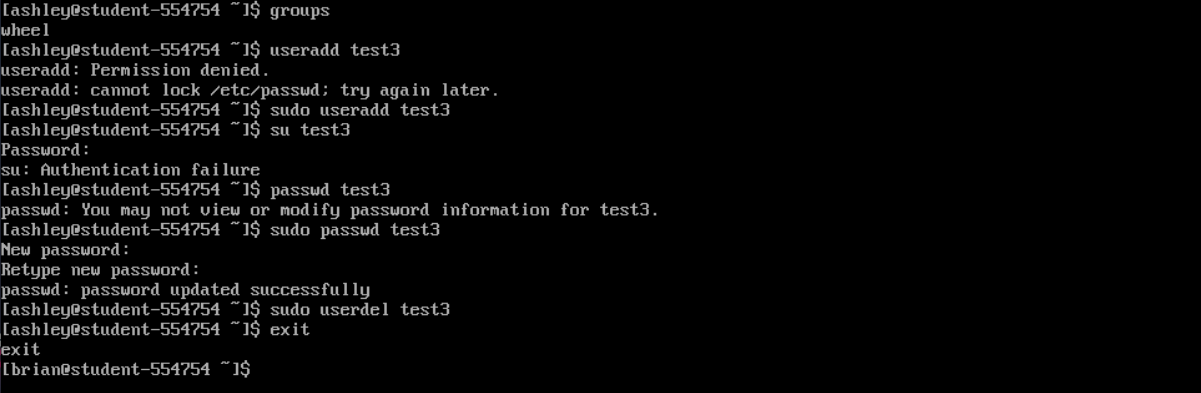 [ashley@student-554754 ~]$ groups
wheel
[ashley@student-554754 ~]$ useradd test3
useradd: Permission denied.
useradd: cannot lock /etc/passwd; try again later.
[ashley@student-554754 ~]$ sudo useradd test3
[ashley@student-554754 ~]$ su test3
Password:
su: Authentication failure
[ashley@student-554754 ~]$ passwd test3
passwd: You may not view or modify password information for test3.
[ashley@student-554754 ~]$ sudo passwd test3
New password:
Retype new password:
passwd: password updated successfully
[ashley@student-554754 ~]$ sudo userdel test3
[ashley@student-554754 ~]$ exit
exit
[brian@student-554754 ~]$